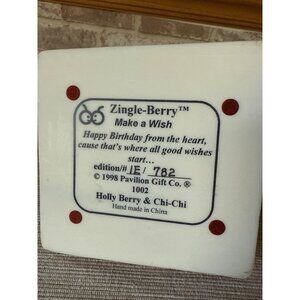 Zingle-Berry™
Make a Wish
Happy Birthday from the heart,
cause that's where all good wishes
start...
edition/# 1E / 782
© 1998 Pavilion Gift Co. ®
1002
Holly Berry & Chi-Chi
Hand made in China